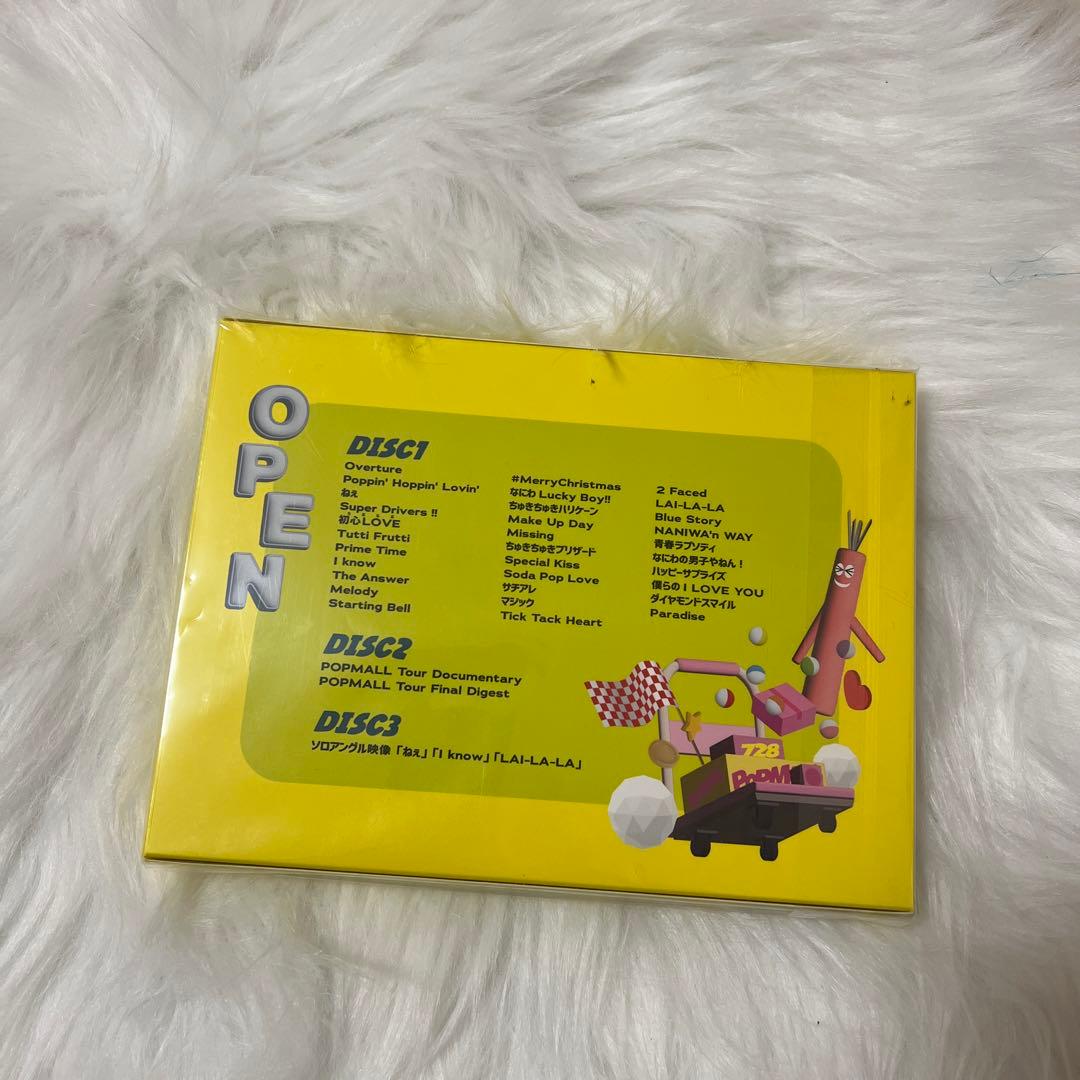 OPEN
DISC1
Overture
Poppin' Hoppin' Lovin'
ねぇ
Super Drivers !!
初心LOVE
Tutti Frutti
Prime Time
I know
The Answer
Melody
Starting Bell
#MerryChristmas
なにわ Lucky Boy!!
ちゅきちゅきハリケーン
Make Up Day
Missing
ちゅきちゅきブリザード
Special Kiss
Soda Pop Love
サチアレ
マジック
Tick Tack Heart
2 Faced
LAI-LA-LA
Blue Story
NANIWA'n WAY
青春ラプソディ
なにわの男子やねん！
ハッピーサプライズ
僕らの I LOVE YOU
ダイヤモンドスマイル
Paradise
DISC2
POPMALL Tour Documentary
POPMALL Tour Final Digest
DISC3
ソロアングル映像「ねぇ」「I know」「LAI-LA-LA」
728
POPM